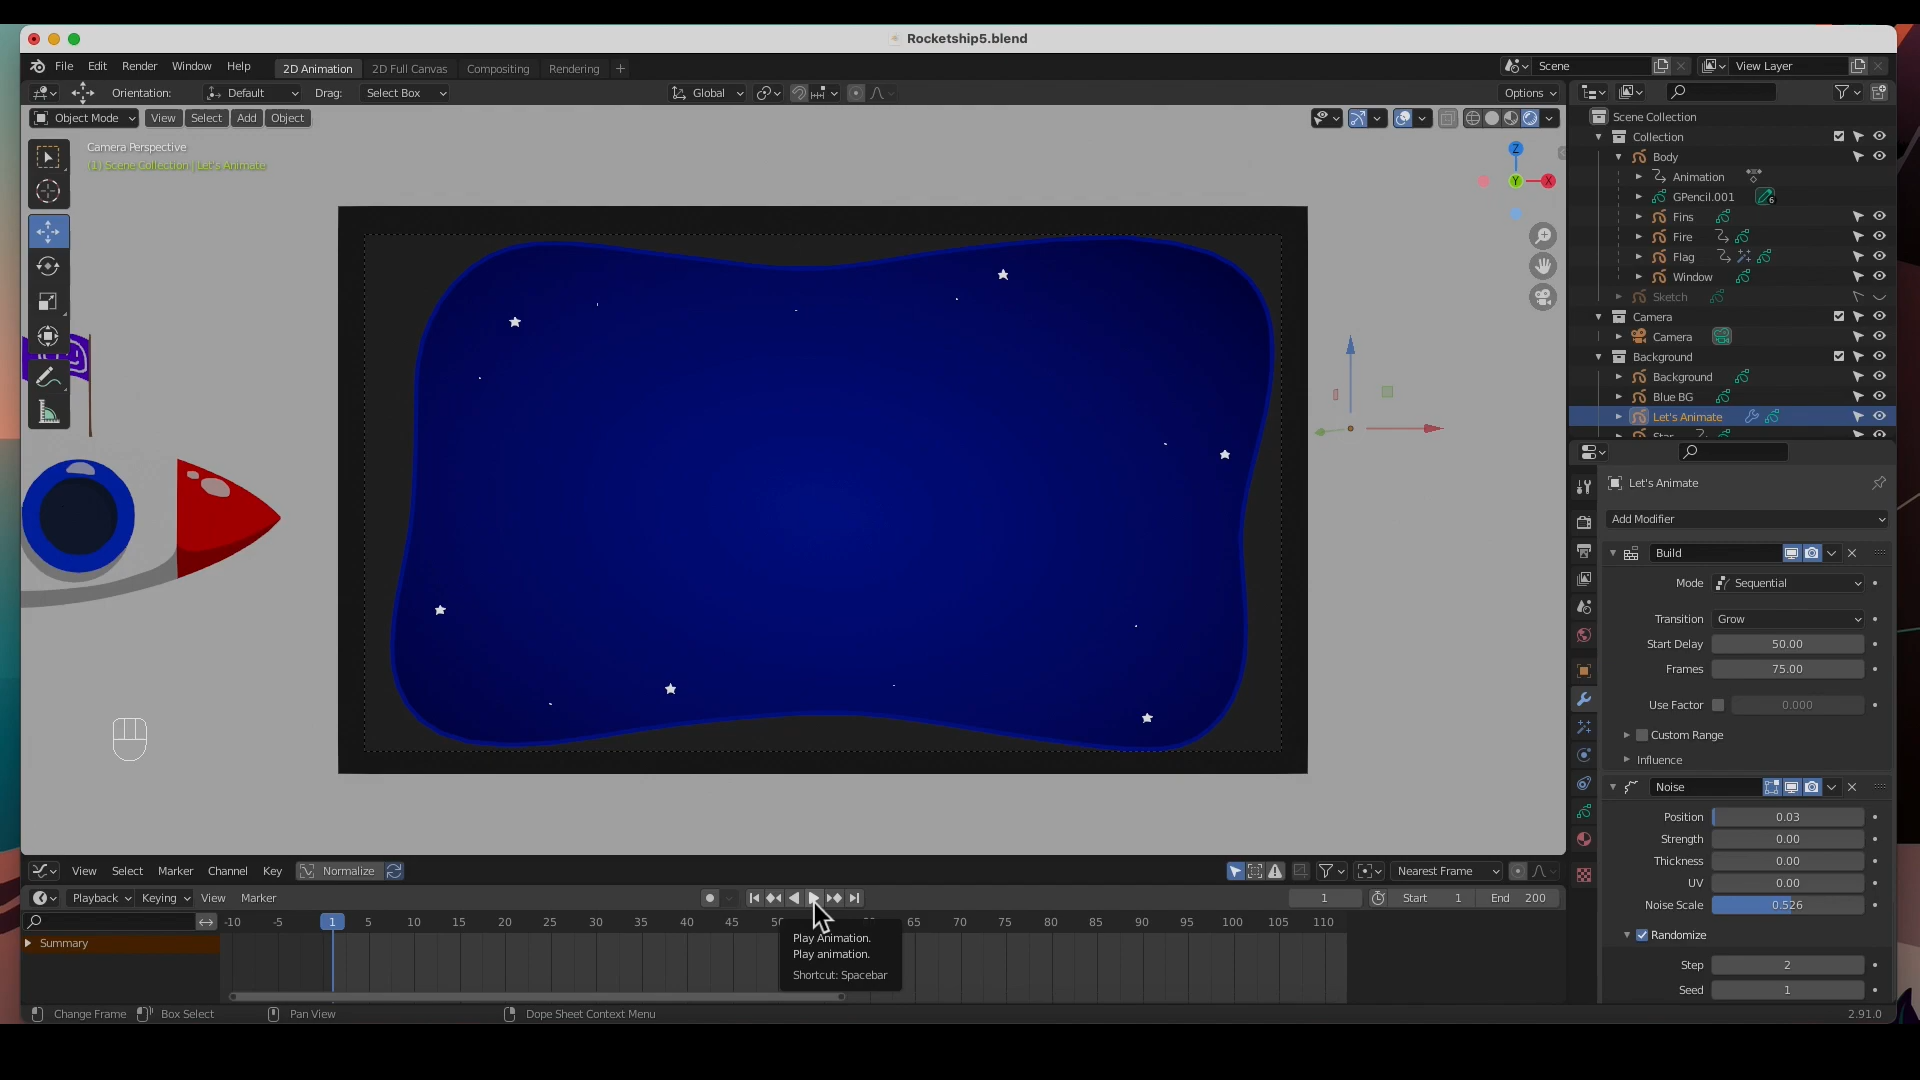 Rocketship5.blend
File Edit Render Window Help 2D Animation 2D Full Canvas Compositing Rendering + Scene View Layer
Orientation: Default Drag: Select Box Global Options
Object Mode View Select Add Object
Camera Perspective
(1) Scene Collection | Let's Animate
Z
Y
X
Scene Collection
Collection
Body
Animation
GPencil.001 6
Fins
Fire
Flag
Window
Sketch
Camera
Camera
Background
Background
Blue BG
Let's Animate
Star
Let's Animate
Add Modifier
Build
Mode Sequential
Transition Grow
Start Delay 50.00
Frames 75.00
Use Factor 0.000
Custom Range
Influence
Noise
Position 0.03
Strength 0.00
Thickness 0.00
UV 0.00
Noise Scale 0.526
Randomize
Step 2
Seed 1
View Select Marker Channel Key Normalize Nearest Frame
Playback Keying View Marker 1 Start 1 End 200
-10 -5 1 5 10 15 20 25 30 35 40 45 50 65 70 75 80 85 90 95 100 105 110
Summary
Play Animation.
Play animation.
Shortcut: Spacebar
Change Frame Box Select Pan View Dope Sheet Context Menu 2.91.0